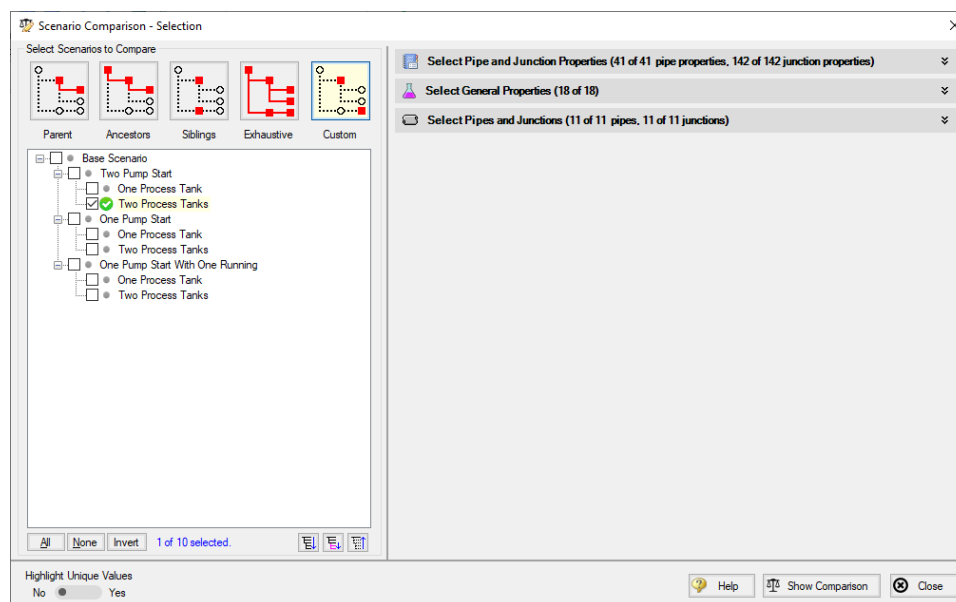 Scenario Comparison - Selection
Select Scenarios to Compare
Parent Ancestors Siblings Exhaustive Custom
Base Scenario
Two Pump Start
One Process Tank
Two Process Tanks
One Pump Start
One Process Tank
Two Process Tanks
One Pump Start With One Running
One Process Tank
Two Process Tanks
All None Invert 1 of 10 selected.
Select Pipe and Junction Properties (41 of 41 pipe properties, 142 of 142 junction properties)
Select General Properties (18 of 18)
Select Pipes and Junctions (11 of 11 pipes, 11 of 11 junctions)
Highlight Unique Values
No Yes
Help Show Comparison Close